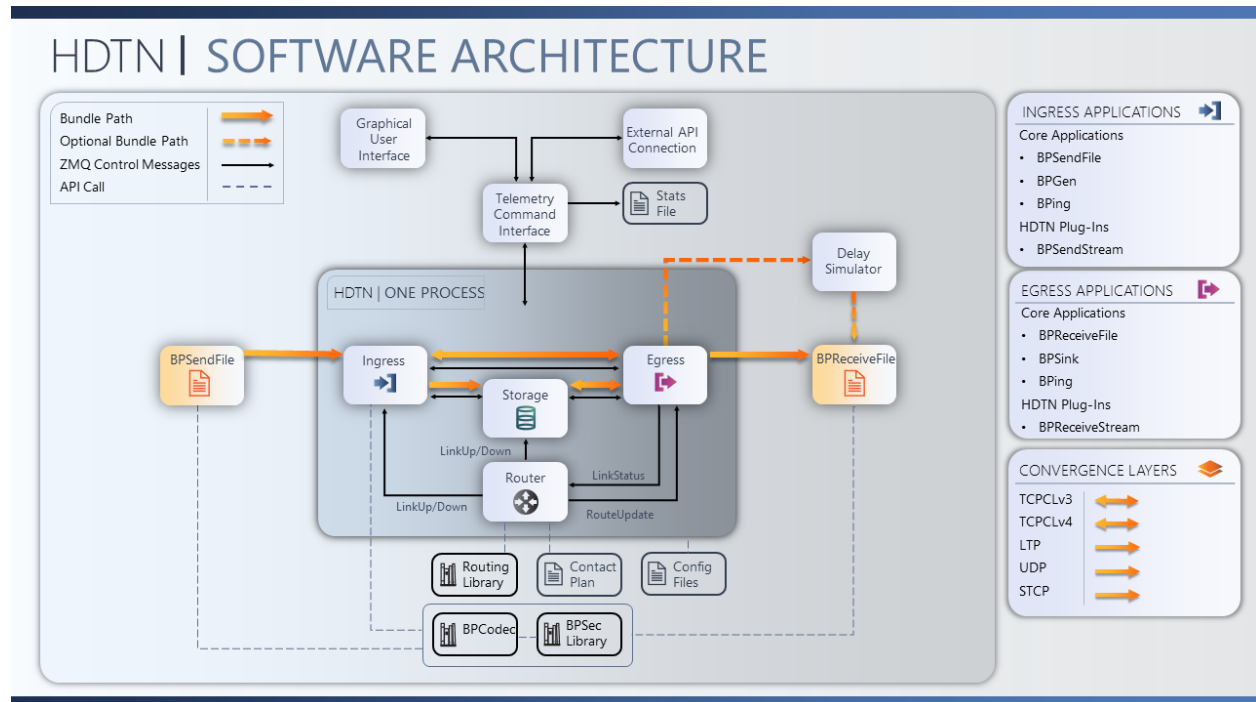 HDTN | SOFTWARE ARCHITECTURE
Bundle Path
Optional Bundle Path
ZMQ Control Messages
API Call
Graphical
User
Interface
External API
Connection
Telemetry
Command
Interface
Stats
File
Delay
Simulator
HDTN | ONE PROCESS
BPSendFile
Ingress
Egress
BPReceiveFile
Storage
LinkUp/Down
Router
LinkStatus
LinkUp/Down
RouteUpdate
Routing
Library
Contact
Plan
Config
Files
BPCodec
BPSec
Library
INGRESS APPLICATIONS
Core Applications
• BPSendFile
• BPGen
• BPing
HDTN Plug-Ins
• BPSendStream
EGRESS APPLICATIONS
Core Applications
• BPReceiveFile
• BPSink
• BPing
HDTN Plug-Ins
• BPReceiveStream
CONVERGENCE LAYERS
TCPCLv3
TCPCLv4
LTP
UDP
STCP